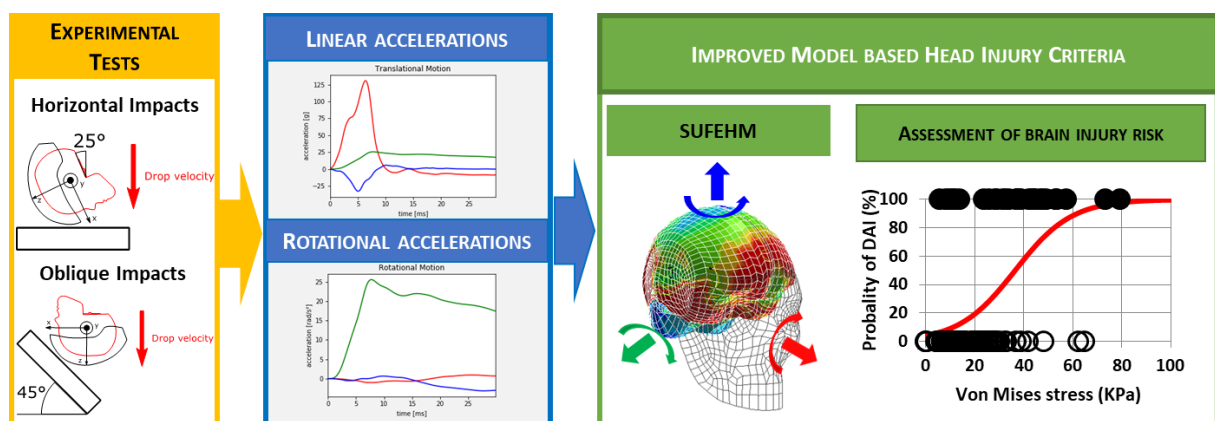 EXPERIMENTAL
TESTS
Horizontal Impacts
25°
Drop velocity
y
z
x
Oblique Impacts
x
y
z
Drop velocity
45°
LINEAR ACCELERATIONS
Translational Motion
acceleration [g]
125
100
75
50
25
0
−25
0 5 10 15 20 25
time [ms]
ROTATIONAL ACCELERATIONS
Rotational Motion
acceleration [rad/s²]
25
20
15
10
5
0
0 5 10 15 20 25
time [ms]
IMPROVED MODEL BASED HEAD INJURY CRITERIA
SUFEHM
ASSESSMENT OF BRAIN INJURY RISK
Probality of DAI (%)
100
80
60
40
20
0
0 20 40 60 80 100
Von Mises stress (KPa)